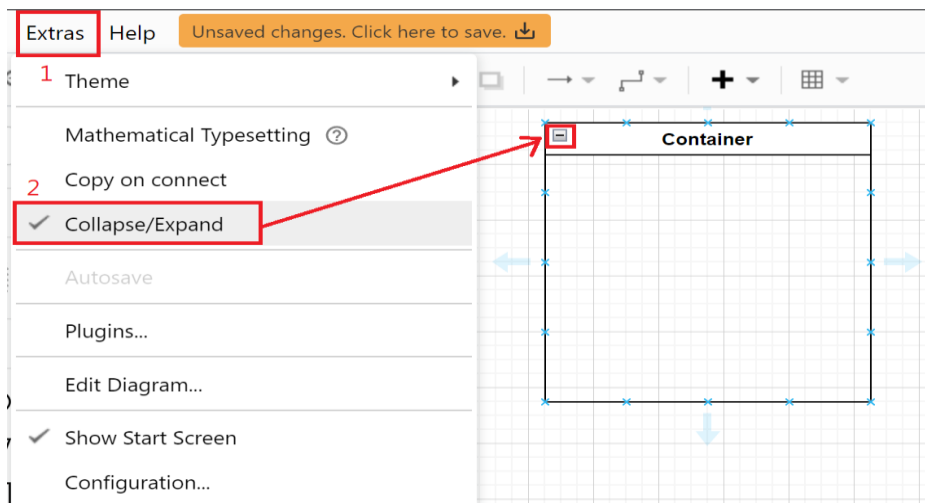 Extras Help Unsaved changes. Click here to save.
1
Theme
Mathematical Typesetting ?
Copy on connect
2
Collapse/Expand
Autosave
Plugins...
Edit Diagram...
Show Start Screen
Configuration...
Container